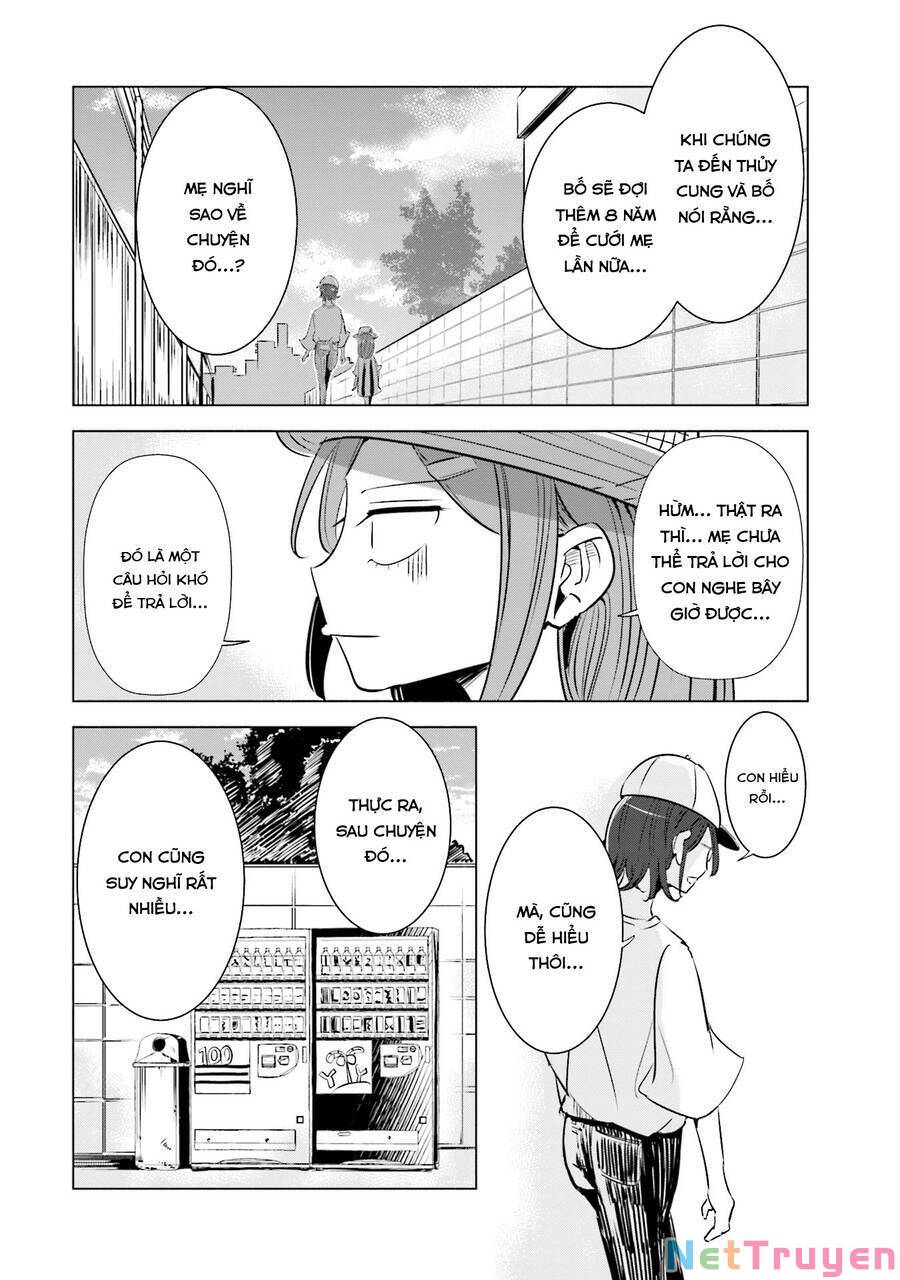 KHI CHÚNG
TA ĐẾN THỦY
CUNG VÀ BỐ
NÓI RẰNG...
BỐ SẼ ĐỢI
THÊM 8 NĂM
ĐỂ CƯỚI MẸ
LẦN NỮA...
MẸ NGHĨ
SAO VỀ
CHUYỆN
ĐÓ...?
HỪM... THẬT RA
THÌ... MẸ CHƯA
THỂ TRẢ LỜI CHO
CON NGHE BÂY
GIỜ ĐƯỢC...
ĐÓ LÀ MỘT
CÂU HỎI KHÓ
ĐỂ TRẢ LỜI...
CON HIỂU
RỒI...
MÀ, CŨNG
DỄ HIỂU
THÔI...
THỰC RA,
SAU CHUYỆN
ĐÓ...
CON CŨNG
SUY NGHĨ RẤT
NHIỀU...
100
NetTruyen